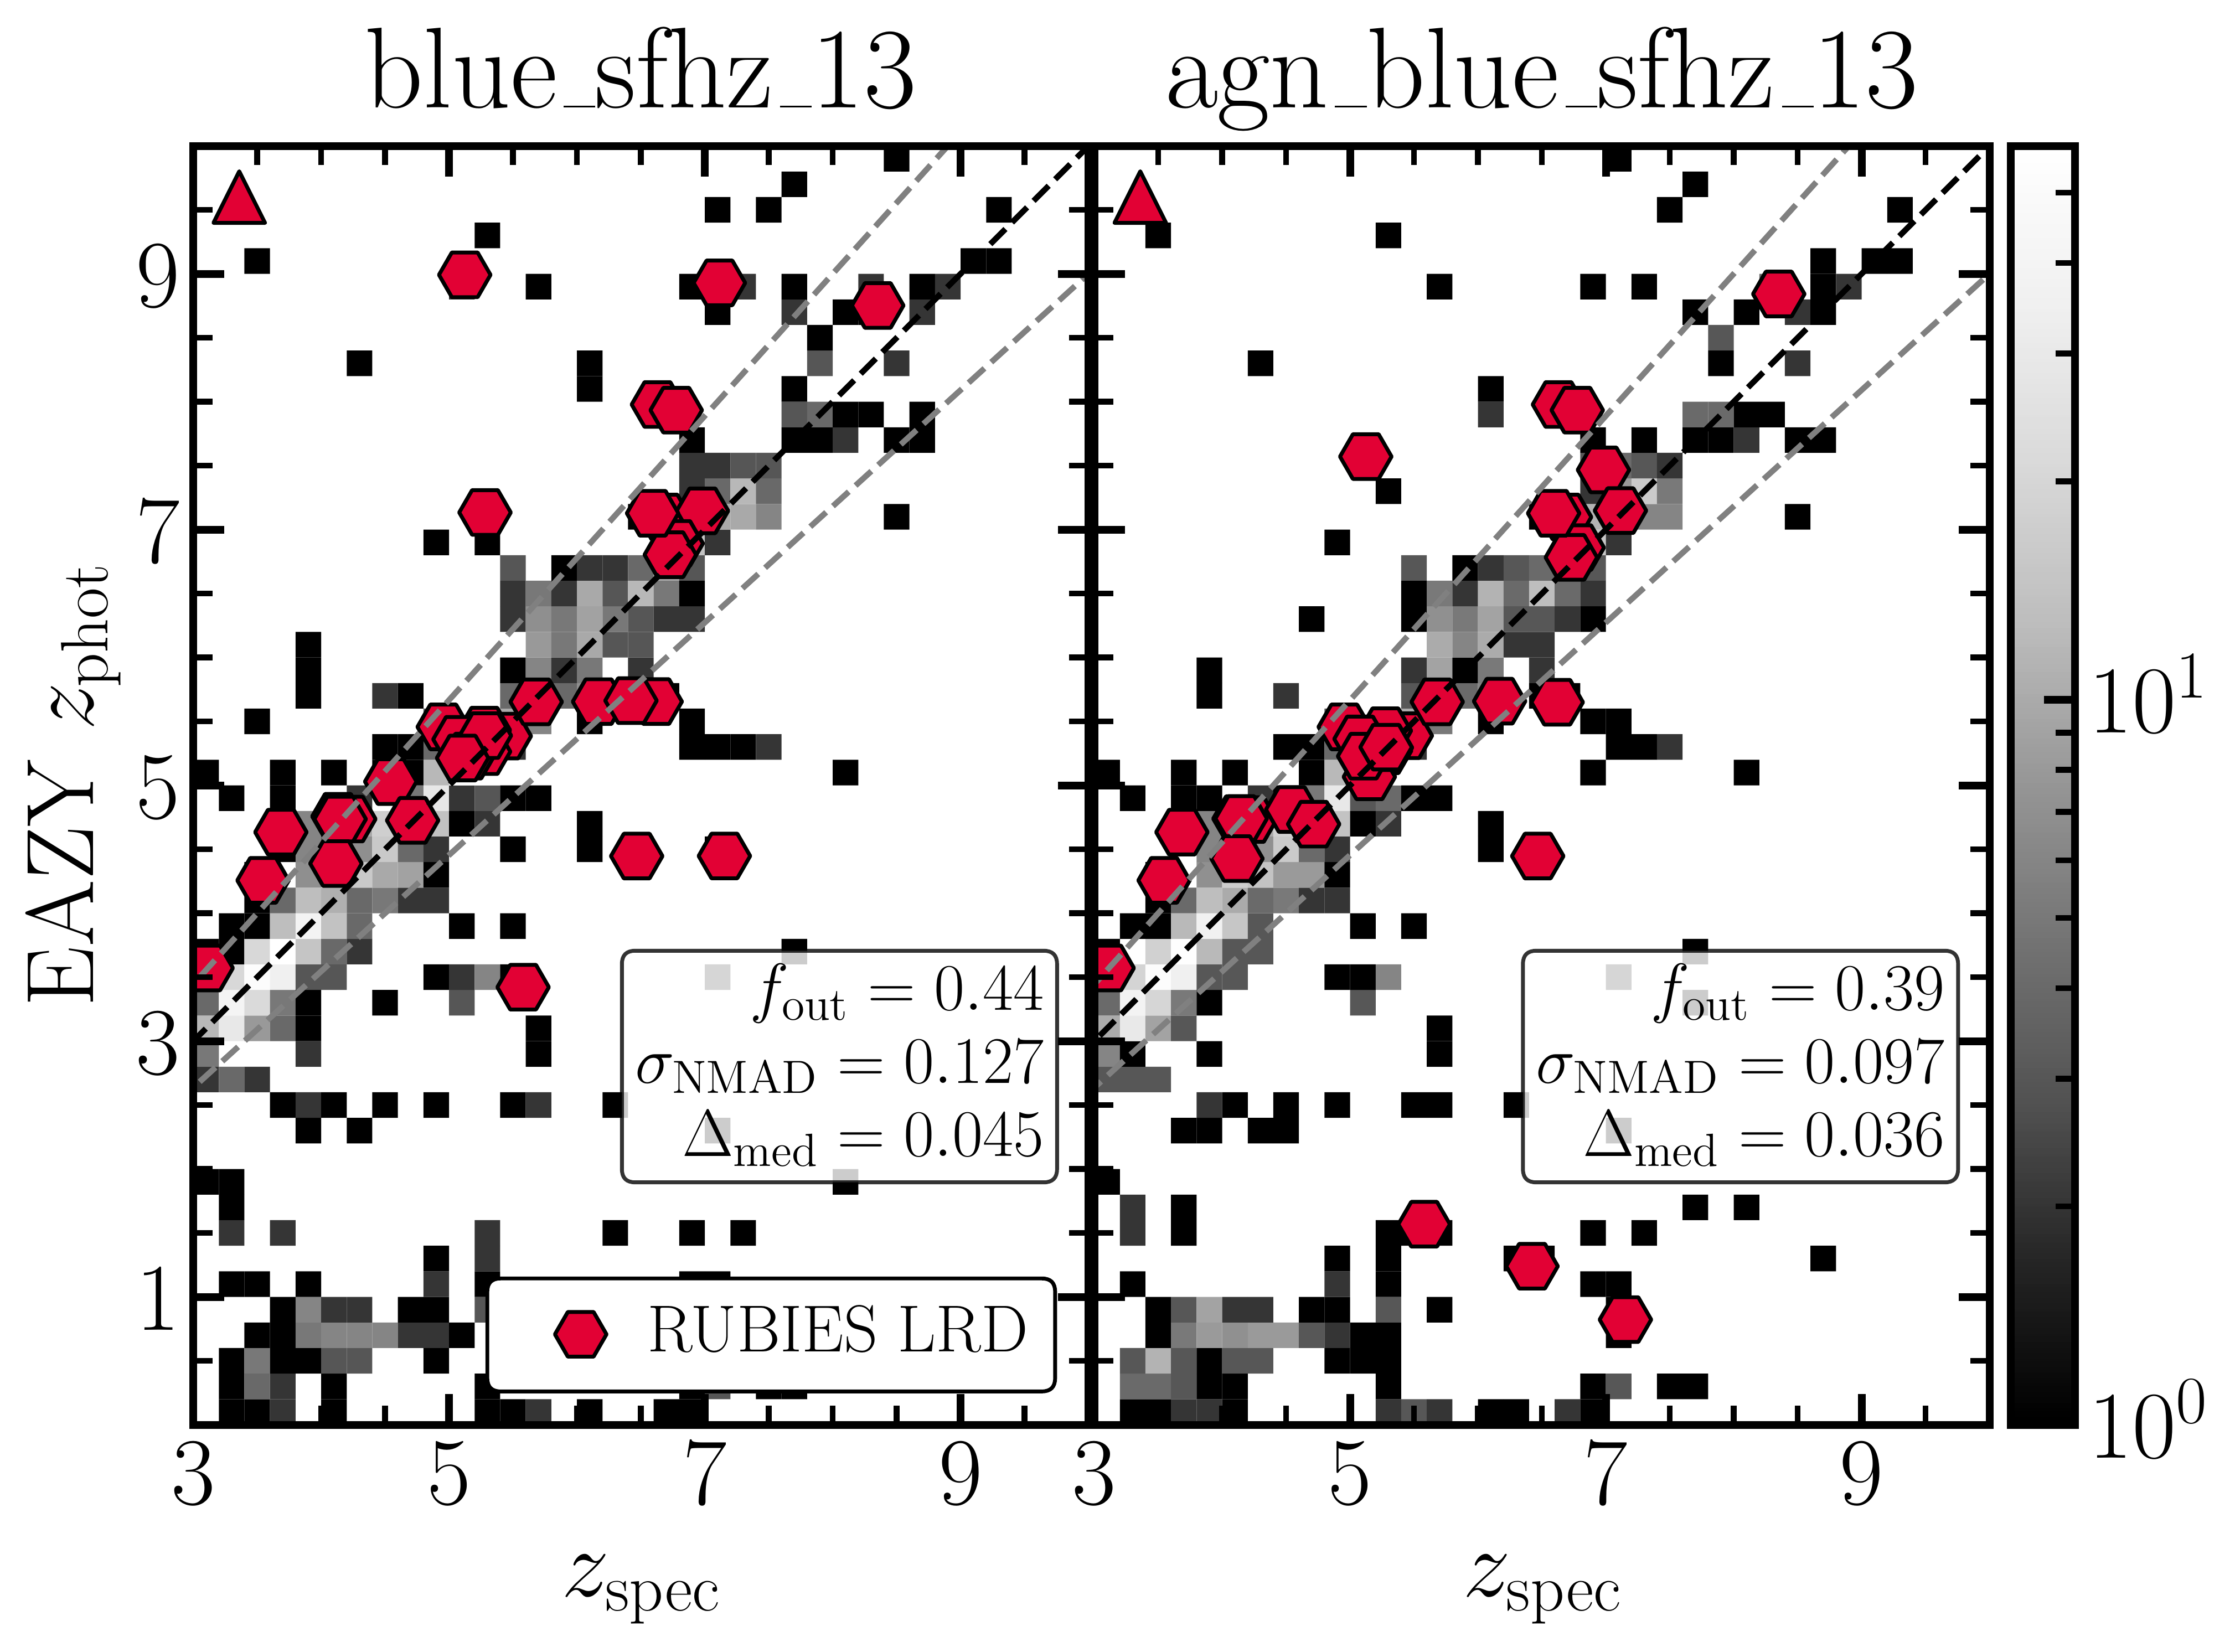 blue_sfhz_13
agn_blue_sfhz_13
EAZY z_phot
9
7
5
3
1
f_out = 0.44
σ_NMAD = 0.127
Δ_med = 0.045
RUBIES LRD
f_out = 0.39
σ_NMAD = 0.097
Δ_med = 0.036
10^1
10^0
3 5 7 9
3 5 7 9
z_spec
z_spec